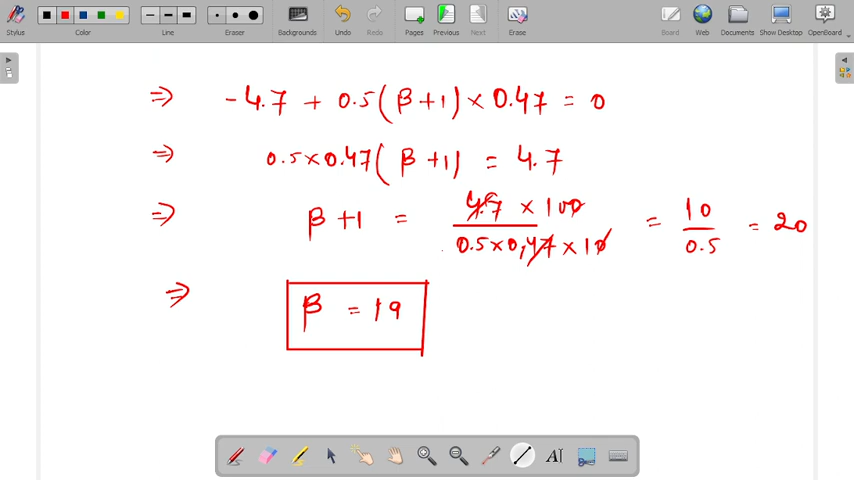 Stylus Color Line Eraser Backgrounds Undo Redo Pages Previous Next Erase Board Web Documents Show Desktop OpenBoard
⇒ -4.7 + 0.5(β+1) × 0.47 = 0
⇒ 0.5×0.47(β+1) = 4.7
⇒ β+1 = 4.7 × 100 / 0.5×0.47×10 = 10 / 0.5 = 20
⇒ β = 19